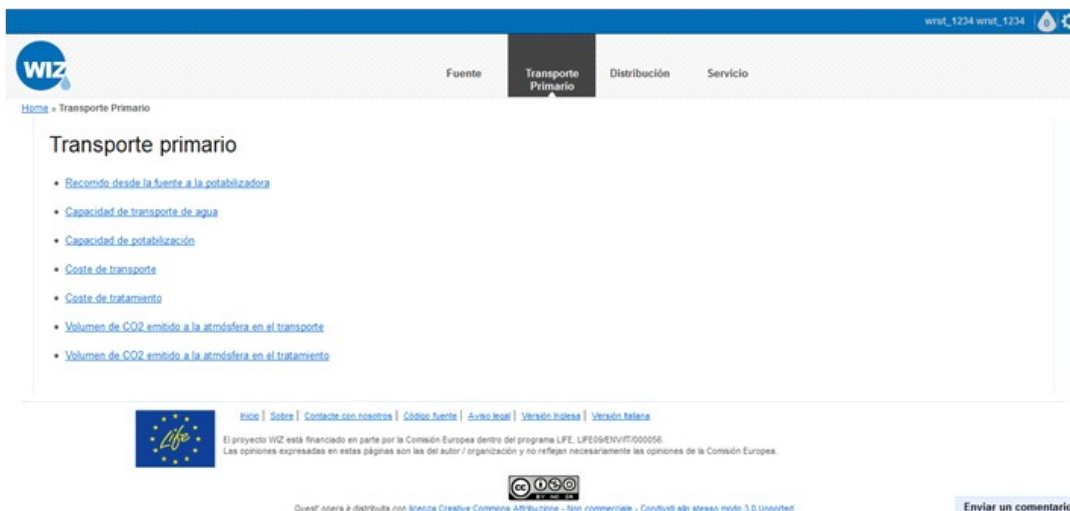 wrut_1234 wrut_1234
0
WIZ
Fuente
Transporte
Primario
Distribución
Servicio
Home » Transporte Primario
Transporte primario
Recorrido desde la fuente a la potabilizadora
Capacidad de transporte de agua
Capacidad de potabilización
Coste de transporte
Coste de tratamiento
Volumen de CO2 emitido a la atmósfera en el transporte
Volumen de CO2 emitido a la atmósfera en el tratamiento
Inicio | Sobre | Contacte con nosotros | Código fuente | Aviso legal | Versión Inglesa | Versión Italiana
Life
El proyecto WIZ está financiado en parte por la Comisión Europea dentro del programa LIFE, LIFE09/ENV/IT/000056.
Las opiniones expresadas en estas páginas son las del autor / organización y no reflejan necesariamente las opiniones de la Comisión Europea.
cc
BY NC SA
Quest' opera è distribuita con licenza Creative Commons Attribuzione - Non commerciale - Condividi allo stesso modo 3.0 Unported
Enviar un comentario